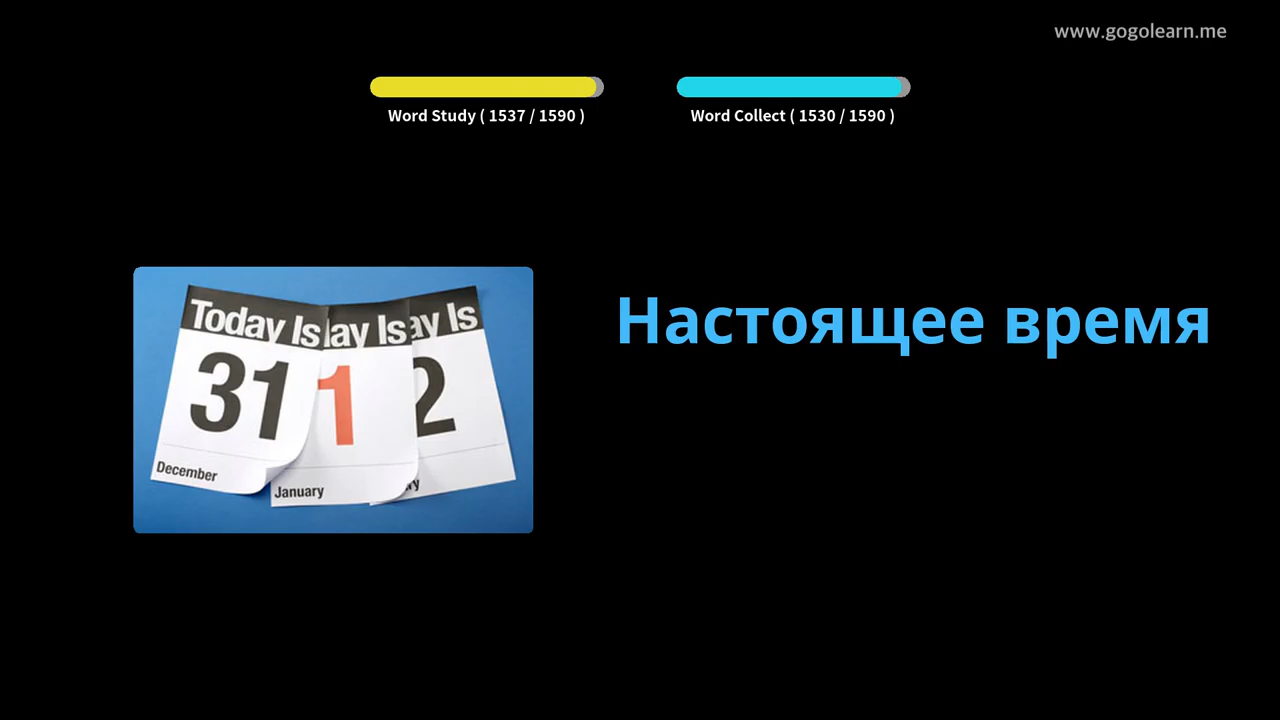 www.gogolearn.me
Word Study ( 1537 / 1590 )
Word Collect ( 1530 / 1590 )
Настоящее время
Today Is
ay Is
ay Is
31
1
2
December
January
ry